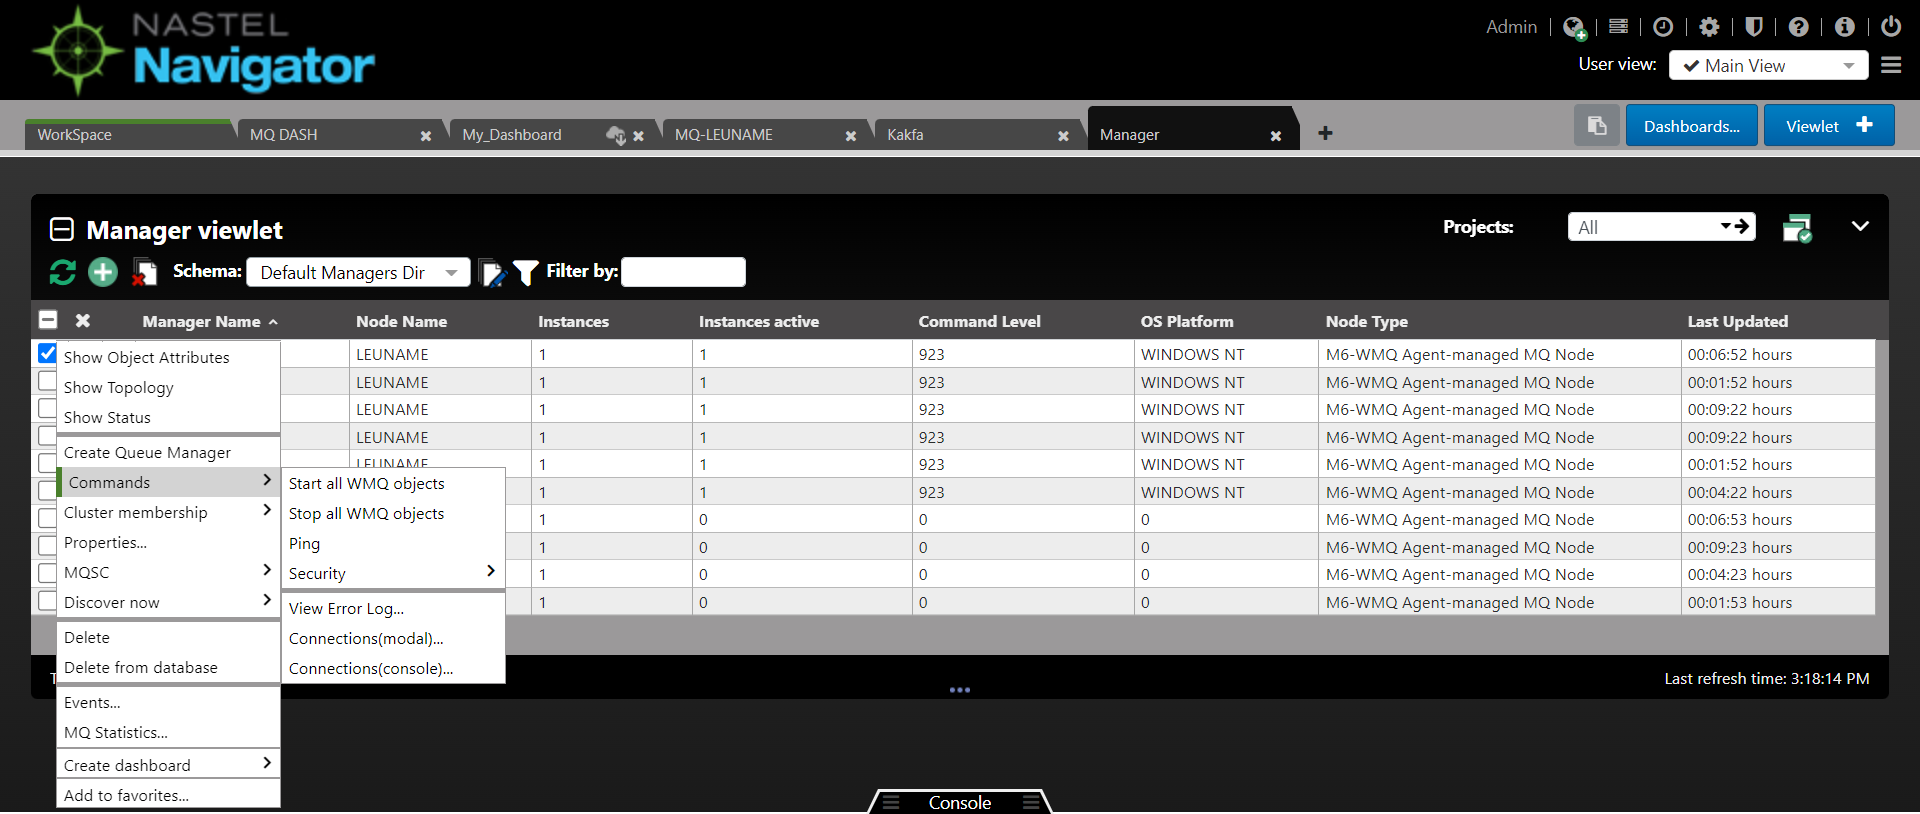 NASTEL
Navigator
Admin
User view: Main View
WorkSpace MQ DASH My_Dashboard MQ-LEUNAME Kakfa Manager
Dashboards... Viewlet
Manager viewlet
Projects: All
Schema: Default Managers Dir Filter by:
Manager Name Node Name Instances Instances active Command Level OS Platform Node Type Last Updated
LEUNAME 1 1 923 WINDOWS NT M6-WMQ Agent-managed MQ Node 00:06:52 hours
LEUNAME 1 1 923 WINDOWS NT M6-WMQ Agent-managed MQ Node 00:01:52 hours
LEUNAME 1 1 923 WINDOWS NT M6-WMQ Agent-managed MQ Node 00:09:22 hours
LEUNAME 1 1 923 WINDOWS NT M6-WMQ Agent-managed MQ Node 00:09:22 hours
LEUNAME 1 1 923 WINDOWS NT M6-WMQ Agent-managed MQ Node 00:01:52 hours
1 1 923 WINDOWS NT M6-WMQ Agent-managed MQ Node 00:04:22 hours
1 0 0 0 M6-WMQ Agent-managed MQ Node 00:06:53 hours
1 0 0 0 M6-WMQ Agent-managed MQ Node 00:09:23 hours
1 0 0 0 M6-WMQ Agent-managed MQ Node 00:04:23 hours
1 0 0 0 M6-WMQ Agent-managed MQ Node 00:01:53 hours
Show Object Attributes
Show Topology
Show Status
Create Queue Manager
Commands
Cluster membership
Properties...
MQSC
Discover now
Delete
Delete from database
Events...
MQ Statistics...
Create dashboard
Add to favorites...
Start all WMQ objects
Stop all WMQ objects
Ping
Security
View Error Log...
Connections(modal)...
Connections(console)...
Last refresh time: 3:18:14 PM
Console